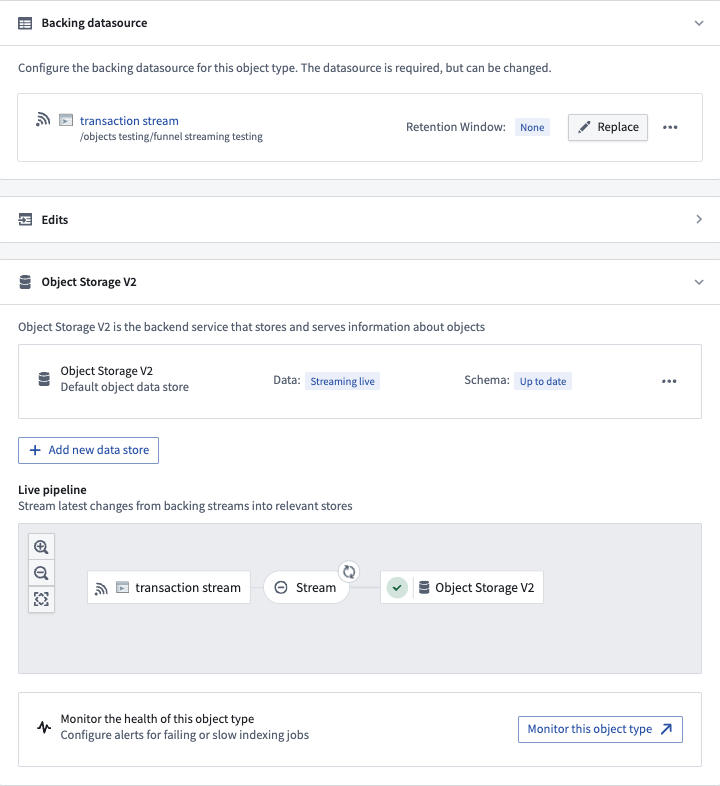 Backing datasource
Configure the backing datasource for this object type. The datasource is required, but can be changed.
transaction stream
/objects testing/funnel streaming testing
Retention Window: None
Replace
Edits
Object Storage V2
Object Storage V2 is the backend service that stores and serves information about objects
Object Storage V2
Default object data store
Data: Streaming live
Schema: Up to date
Add new data store
Live pipeline
Stream latest changes from backing streams into relevant stores
transaction stream
Stream
Object Storage V2
Monitor the health of this object type
Configure alerts for failing or slow indexing jobs
Monitor this object type